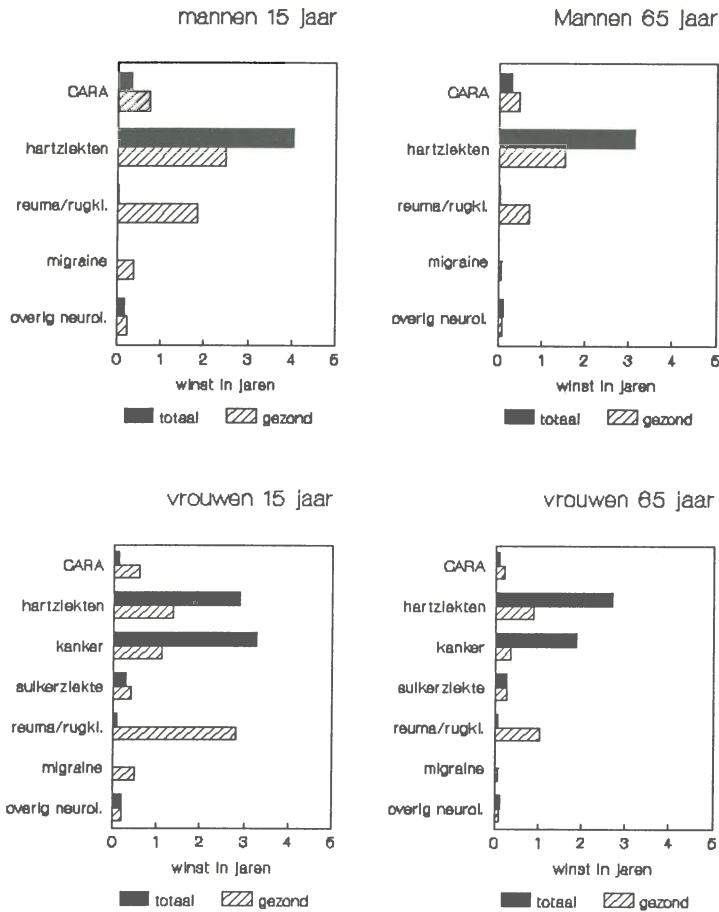 mannen 15 jaar
CARA
hartziekten
reuma/rugkl.
migraine
overig neurol.
0 1 2 3 4 5
winst in jaren
totaal gezond
Mannen 65 jaar
CARA
hartziekten
reuma/rugkl.
migraine
overig neurol.
0 1 2 3 4 5
winst in jaren
totaal gezond
vrouwen 15 jaar
CARA
hartziekten
kanker
suikerziekte
reuma/rugkl.
migraine
overig neurol.
0 1 2 3 4 5
winst in jaren
totaal gezond
vrouwen 65 jaar
CARA
hartziekten
kanker
suikerziekte
reuma/rugkl.
migraine
overig neurol.
0 1 2 3 4 5
winst in jaren
totaal gezond